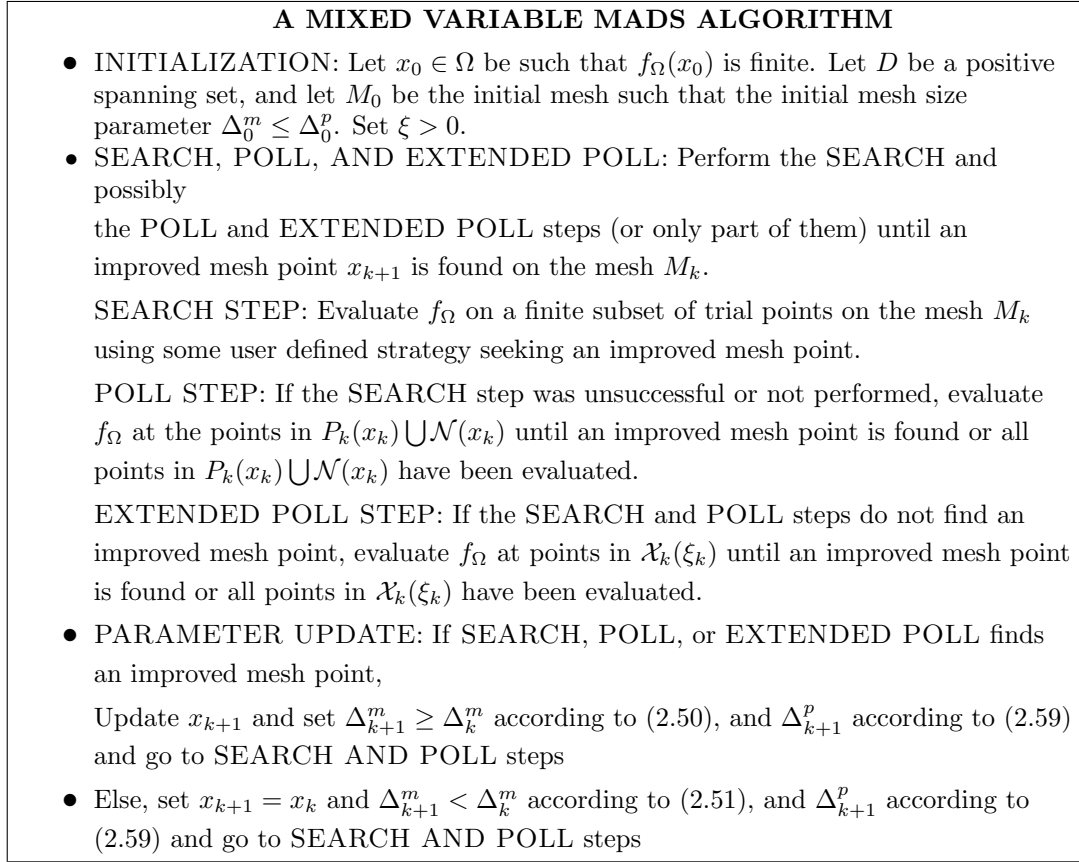 A MIXED VARIABLE MADS ALGORITHM
• INITIALIZATION: Let x₀ ∈ Ω be such that f_Ω(x₀) is finite. Let D be a positive
spanning set, and let M₀ be the initial mesh such that the initial mesh size
parameter Δ₀ᵐ ≤ Δ₀ᵖ. Set ξ > 0.
• SEARCH, POLL, AND EXTENDED POLL: Perform the SEARCH and
possibly
the POLL and EXTENDED POLL steps (or only part of them) until an
improved mesh point x_{k+1} is found on the mesh M_k.
SEARCH STEP: Evaluate f_Ω on a finite subset of trial points on the mesh M_k
using some user defined strategy seeking an improved mesh point.
POLL STEP: If the SEARCH step was unsuccessful or not performed, evaluate
f_Ω at the points in P_k(x_k) ⋃ 𝒩(x_k) until an improved mesh point is found or all
points in P_k(x_k) ⋃ 𝒩(x_k) have been evaluated.
EXTENDED POLL STEP: If the SEARCH and POLL steps do not find an
improved mesh point, evaluate f_Ω at points in 𝒳_k(ξ_k) until an improved mesh point
is found or all points in 𝒳_k(ξ_k) have been evaluated.
• PARAMETER UPDATE: If SEARCH, POLL, or EXTENDED POLL finds
an improved mesh point,
Update x_{k+1} and set Δ^m_{k+1} ≥ Δ^m_k according to (2.50), and Δ^p_{k+1} according to (2.59)
and go to SEARCH AND POLL steps
• Else, set x_{k+1} = x_k and Δ^m_{k+1} < Δ^m_k according to (2.51), and Δ^p_{k+1} according to
(2.59) and go to SEARCH AND POLL steps